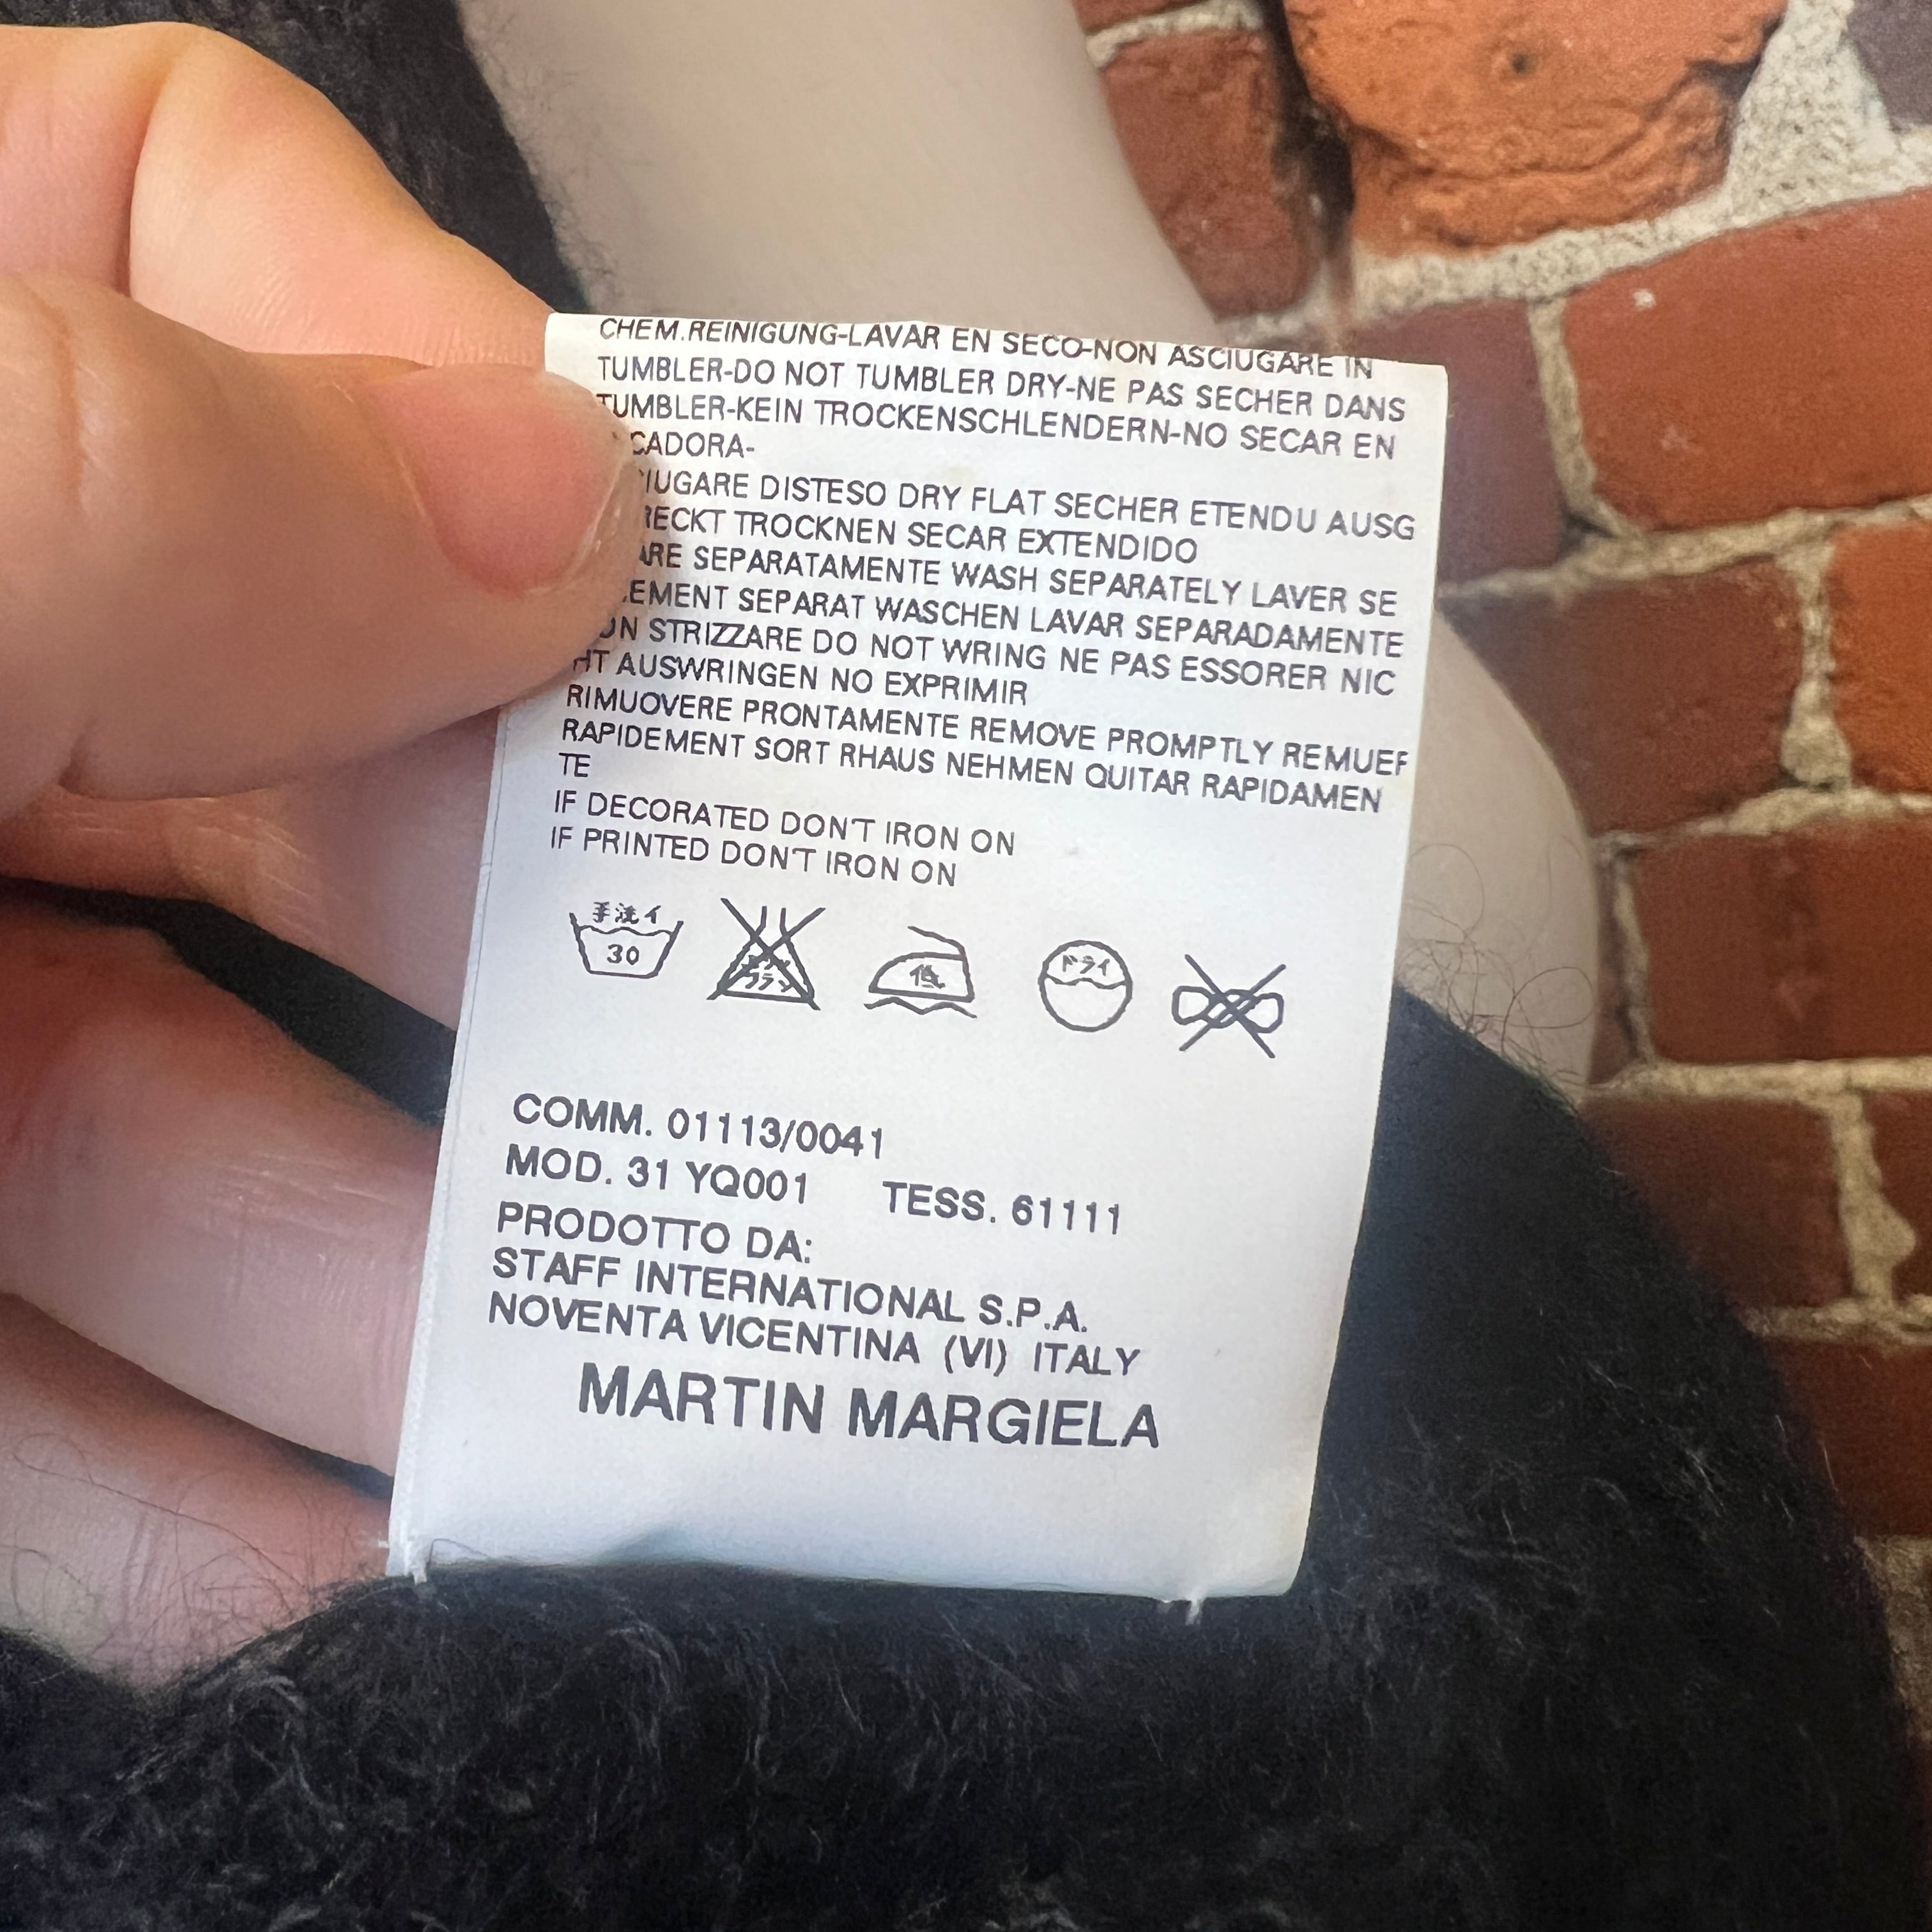 CHEM.REINIGUNG-LAVAR EN SECO-NON ASCIUGARE IN
TUMBLER-DO NOT TUMBLER DRY-NE PAS SECHER DANS
TUMBLER-KEIN TROCKENSCHLENDERN-NO SECAR EN
CADORA-
IUGARE DISTESO DRY FLAT SECHER ETENDU AUSG
RECKT TROCKNEN SECAR EXTENDIDO
ARE SEPARATAMENTE WASH SEPARATELY LAVER SE
EMENT SEPARAT WASCHEN LAVAR SEPARADAMENTE
ON STRIZZARE DO NOT WRING NE PAS ESSORER NIC
HT AUSWRINGEN NO EXPRIMIR
RIMUOVERE PRONTAMENTE REMOVE PROMPTLY REMUER
RAPIDEMENT SORT RHAUS NEHMEN QUITAR RAPIDAMEN
TE
IF DECORATED DON'T IRON ON
IF PRINTED DON'T IRON ON
手洗イ
30
低
ドライ
COMM. 01113/0041
MOD. 31 YQ001 TESS. 61111
PRODOTTO DA:
STAFF INTERNATIONAL S.P.A.
NOVENTA VICENTINA (VI) ITALY
MARTIN MARGIELA